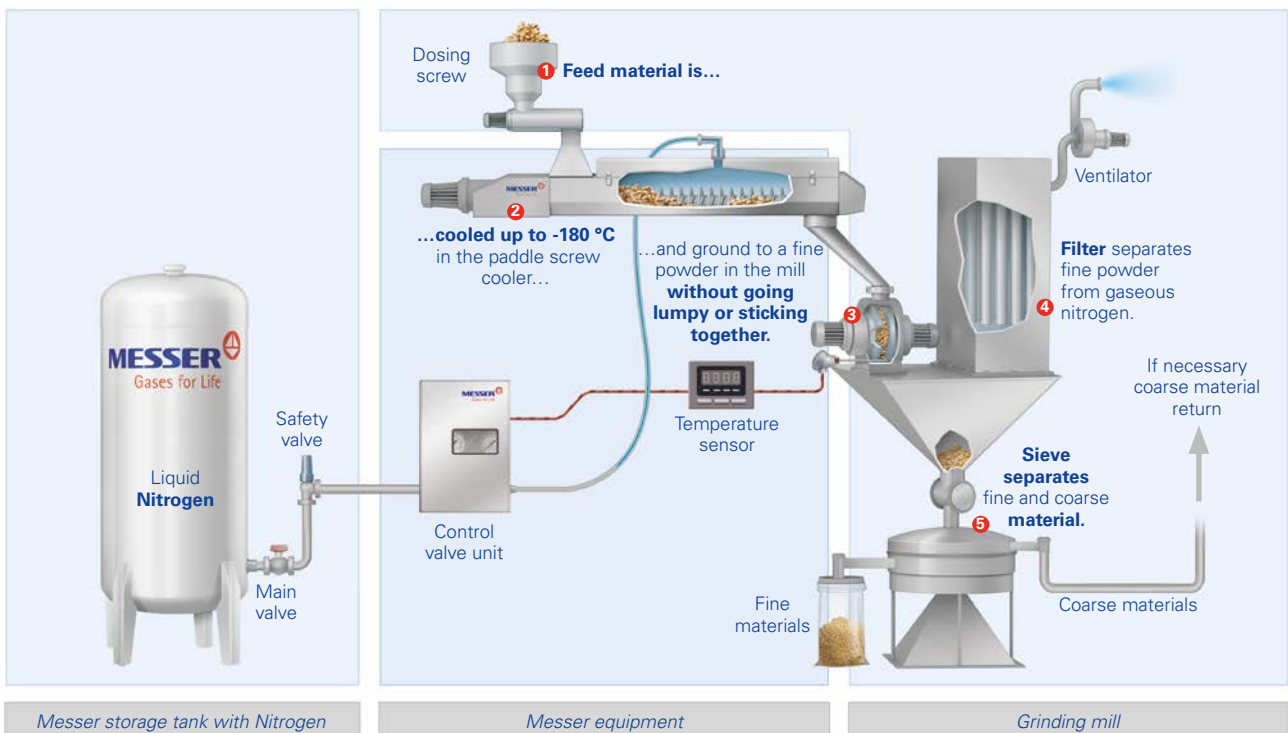 Dosing
screw
1 Feed material is…
MESSER
2
…cooled up to -180 °C
in the paddle screw
cooler…
…and ground to a fine
powder in the mill
without going
lumpy or sticking
together.
3
Ventilator
Filter separates
fine powder
from gaseous
nitrogen.
4
MESSER
Gases for Life
Liquid
Nitrogen
Safety
valve
Main
valve
MESSER
Control
valve unit
Temperature
sensor
If necessary
coarse material
return
Sieve
separates
fine and coarse
material.
5
Fine
materials
Coarse materials
Messer storage tank with Nitrogen
Messer equipment
Grinding mill